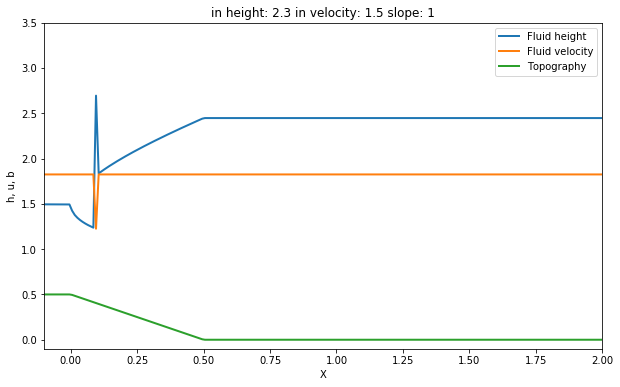 in height: 2.3 in velocity: 1.5 slope: 1
3.5
3.0
2.5
2.0
1.5
1.0
0.5
0.0
h, u, b
Fluid height
Fluid velocity
Topography
0.00 0.25 0.50 0.75 1.00 1.25 1.50 1.75 2.00
X